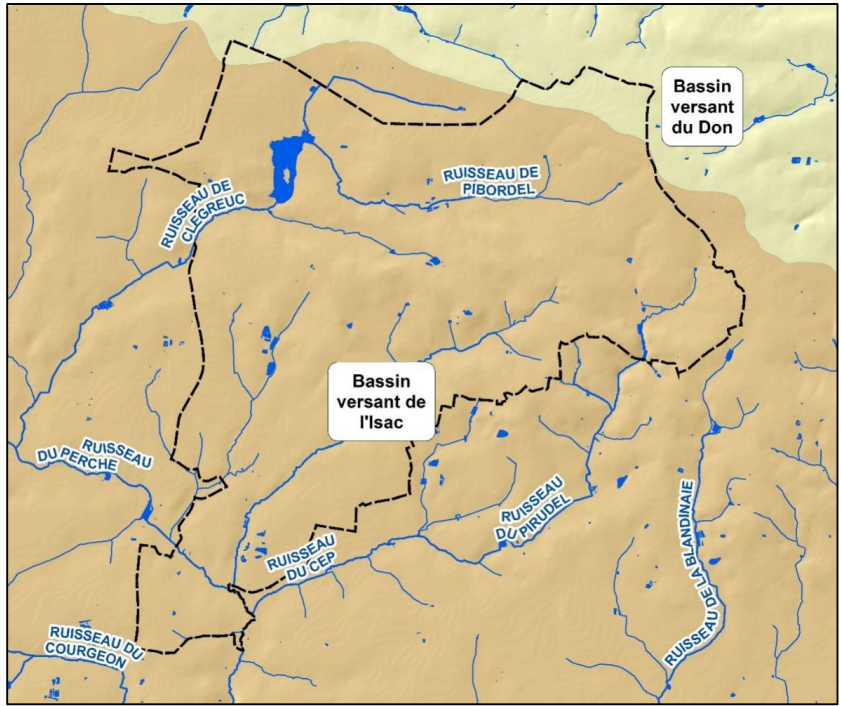 Bassin
versant
du Don
RUISSEAU DE
PIBORDEL
RUISSEAU DE
CLEGREUC
Bassin
versant de
l'Isac
RUISSEAU
DU PERCHE
RUISSEAU
DU PIRUDEL
RUISSEAU
DU CEP
RUISSEAU DE LA BLANDINAIE
RUISSEAU DU
COURGEON